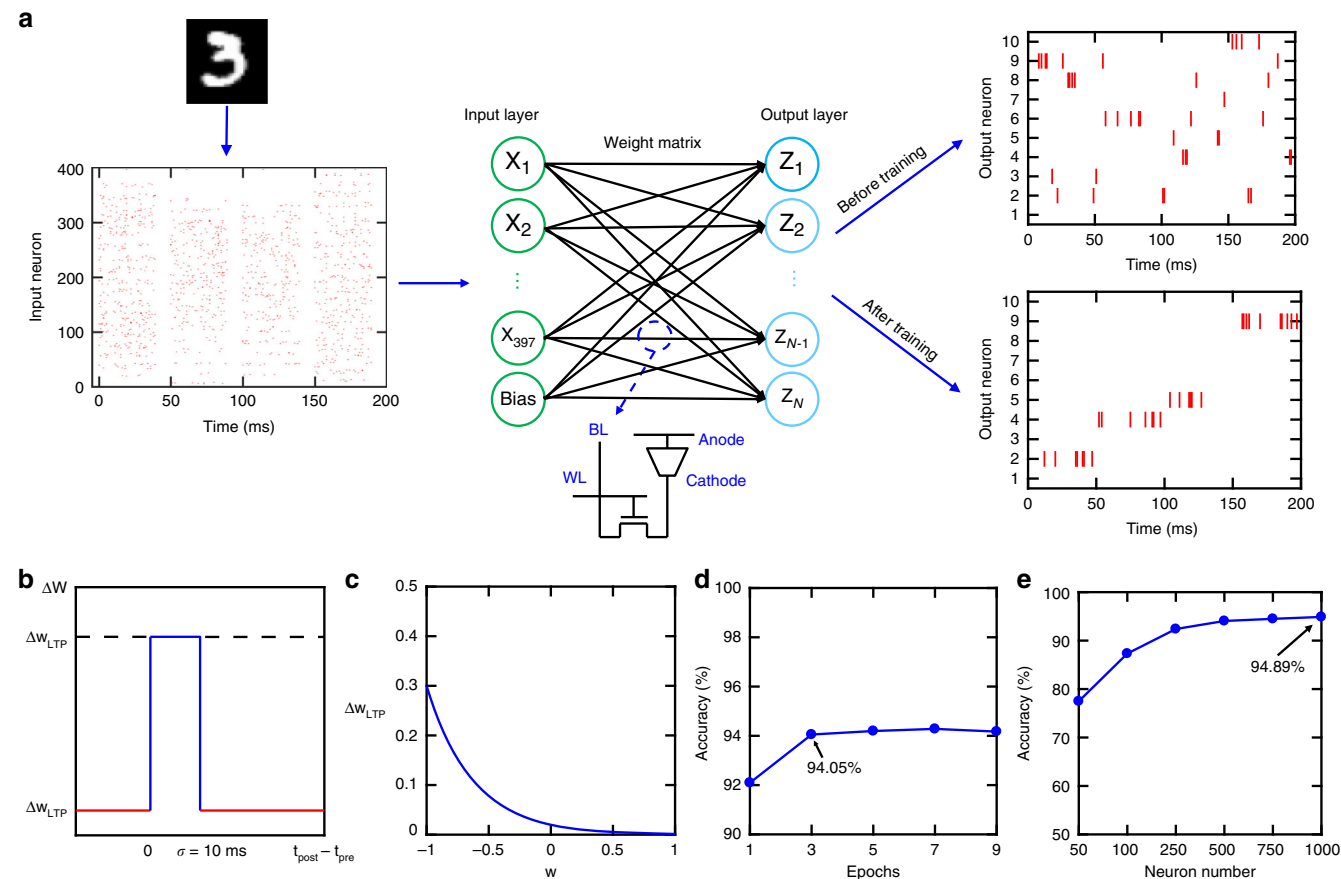 a
Input layer
Output layer
Weight matrix
X1
X2
⋮
X397
Bias
Z1
Z2
⋮
ZN-1
ZN
BL
WL
Anode
Cathode
Before training
After training
400
300
200
100
0
Input neuron
0 50 100 150 200
Time (ms)
10
9
8
7
6
5
4
3
2
1
Output neuron
0 50 100 150 200
Time (ms)
10
9
8
7
6
5
4
3
2
1
Output neuron
0 50 100 150 200
Time (ms)
3
b
ΔW
ΔwLTP
ΔwLTP
0 σ = 10 ms tpost – tpre
c
0.5
0.4
0.3
0.2
0.1
0
ΔwLTP
−1 −0.5 0 0.5 1
w
d
100
98
96
94
92
90
Accuracy (%)
94.05%
1 3 5 7 9
Epochs
e
100
90
80
70
60
50
Accuracy (%)
94.89%
50 100 250 500 750 1000
Neuron number